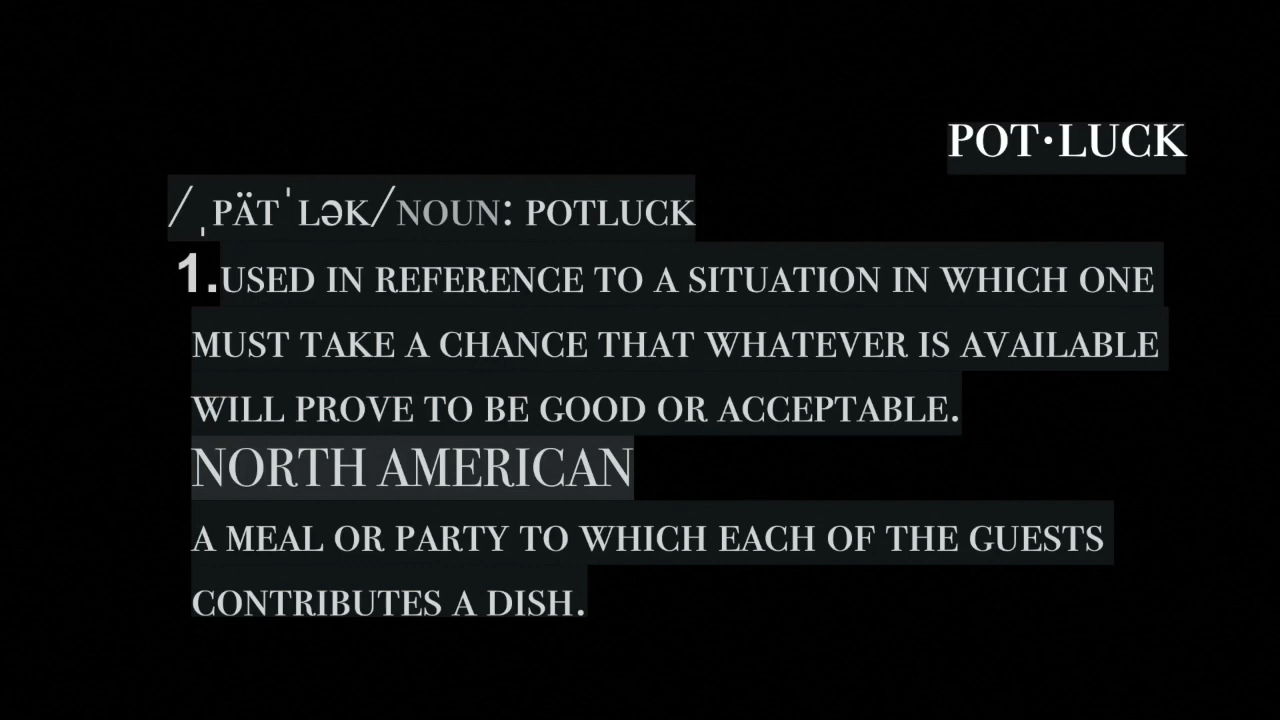 POT·LUCK
/ˌPÄTˈLƏK/NOUN: POTLUCK
1.USED IN REFERENCE TO A SITUATION IN WHICH ONE
MUST TAKE A CHANCE THAT WHATEVER IS AVAILABLE
WILL PROVE TO BE GOOD OR ACCEPTABLE.
NORTH AMERICAN
A MEAL OR PARTY TO WHICH EACH OF THE GUESTS
CONTRIBUTES A DISH.